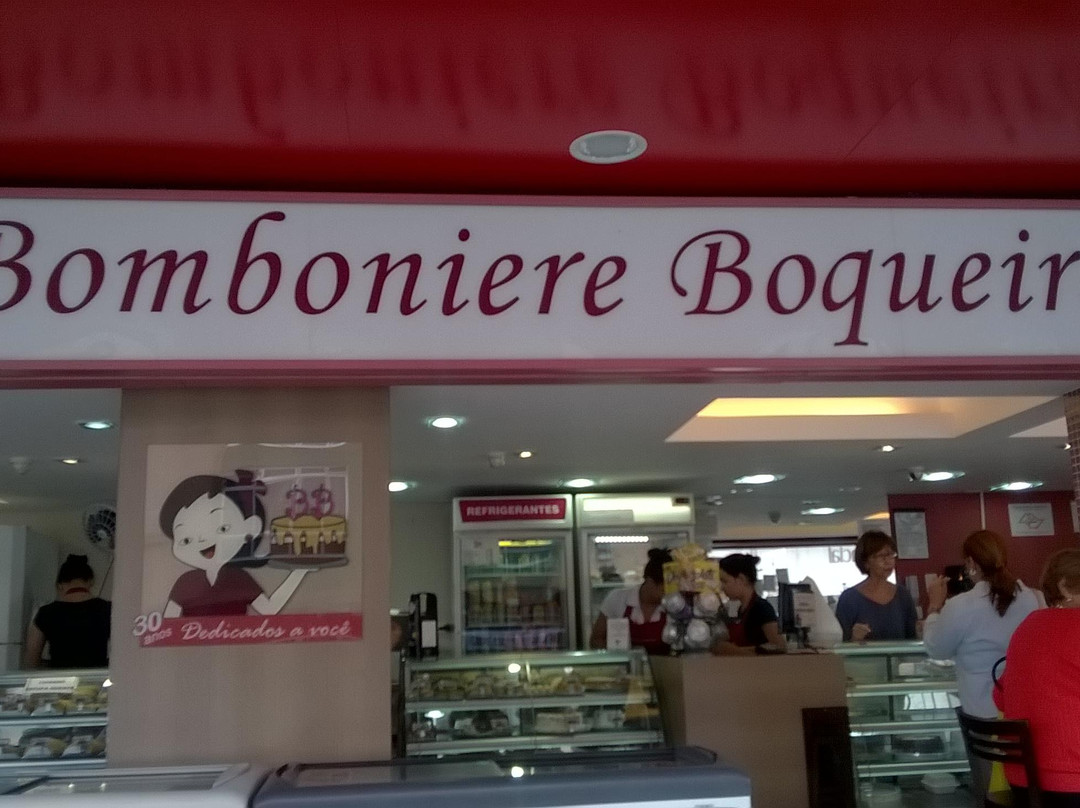 Bomboniere Boqueir
REFRIGERANTES
33
30
anos Dedicados a você